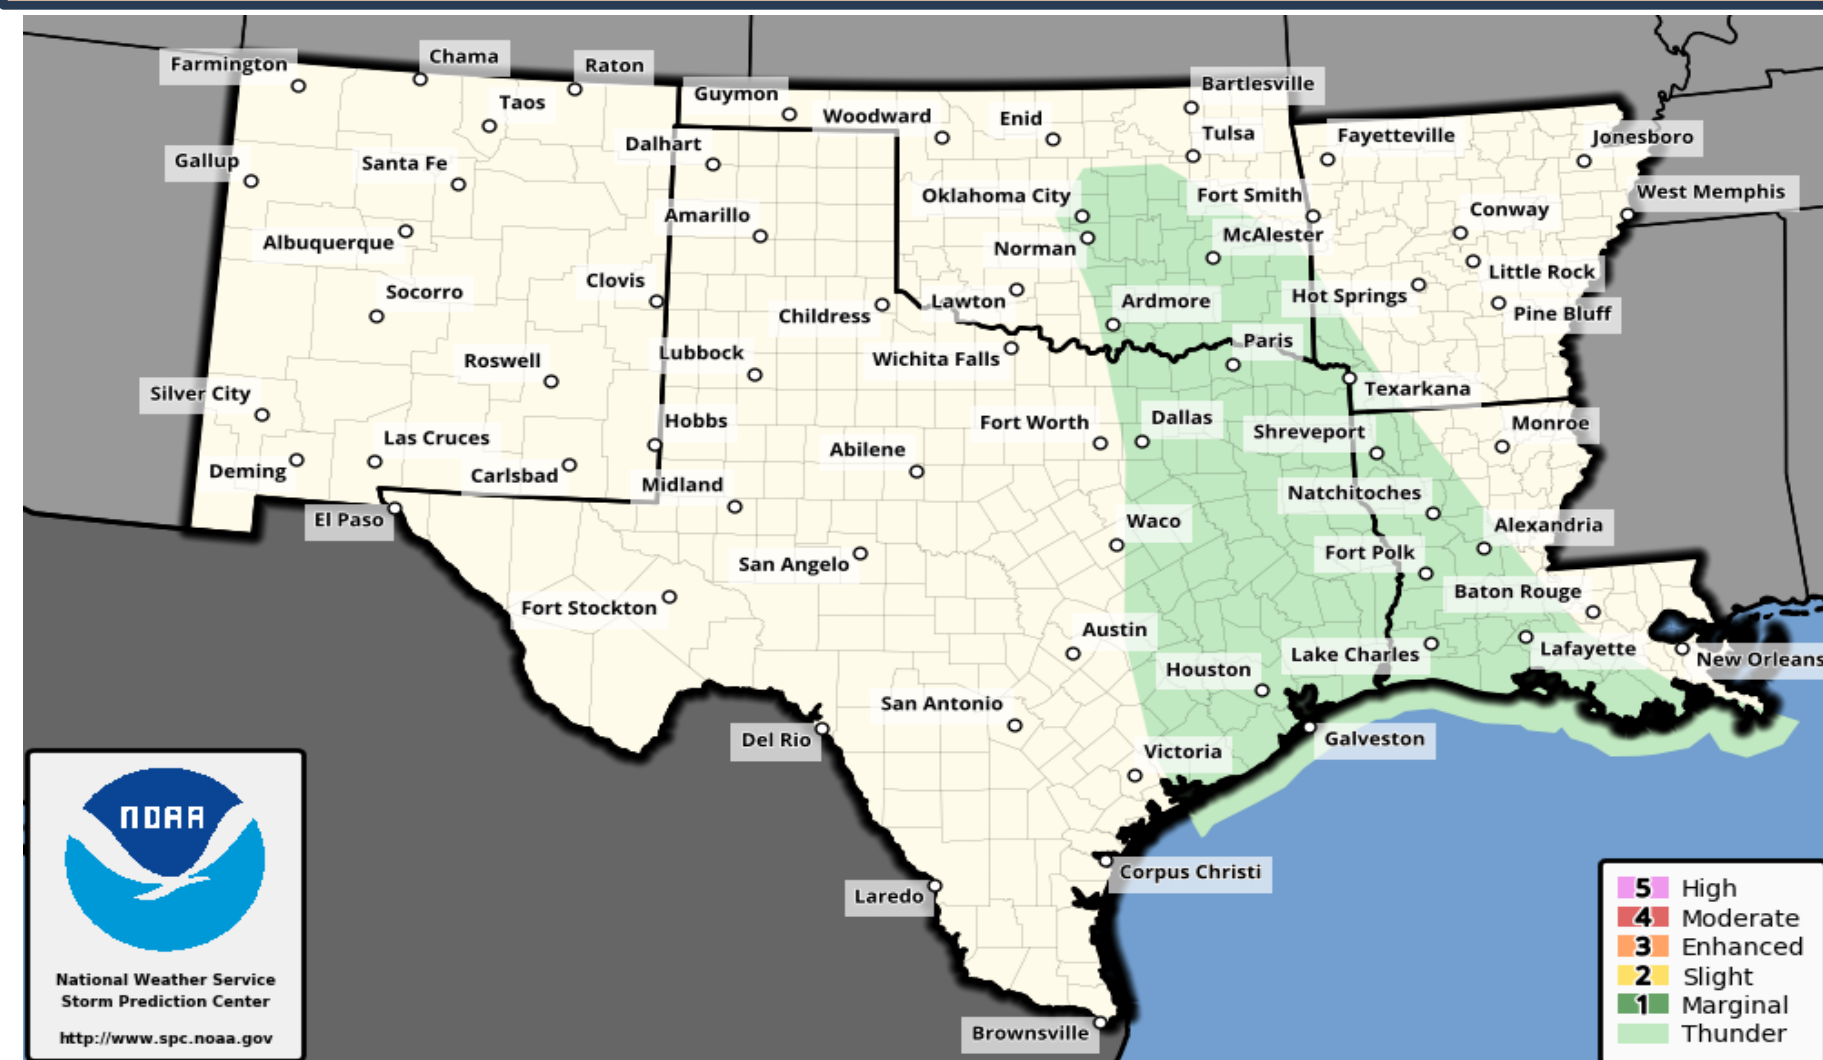 Farmington
Chama
Raton
Taos
Guymon
Woodward
Enid
Bartlesville
Tulsa
Fayetteville
Jonesboro
Gallup
Santa Fe
Dalhart
Oklahoma City
Fort Smith
West Memphis
Conway
Albuquerque
Amarillo
Norman
McAlester
Little Rock
Socorro
Clovis
Childress
Lawton
Ardmore
Hot Springs
Pine Bluff
Roswell
Lubbock
Wichita Falls
Paris
Texarkana
Silver City
Hobbs
Fort Worth
Dallas
Shreveport
Monroe
Las Cruces
Deming
Carlsbad
Midland
Abilene
Natchitoches
El Paso
Waco
Alexandria
San Angelo
Fort Polk
Fort Stockton
Baton Rouge
Austin
Lake Charles
Lafayette
New Orleans
Houston
San Antonio
Del Rio
Victoria
Galveston
Laredo
Corpus Christi
Brownsville
NOAA
National Weather Service
Storm Prediction Center
http://www.spc.noaa.gov
5 High
4 Moderate
3 Enhanced
2 Slight
1 Marginal
Thunder